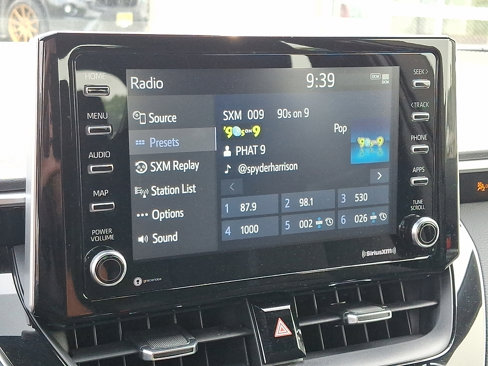 HOME
MENU
AUDIO
MAP
POWER
VOLUME
Radio
9:39
Source
Presets
SXM Replay
Station List
Options
Sound
SXM 009 90s on 9
'90s on 9
Pop
PHAT 9
@spyderharrison
1 87.9
2 98.1
3 530
4 1000
5 002
6 026
SEEK
TRACK
PHONE
APPS
TUNE
SCROLL
gracenote
SiriusXM